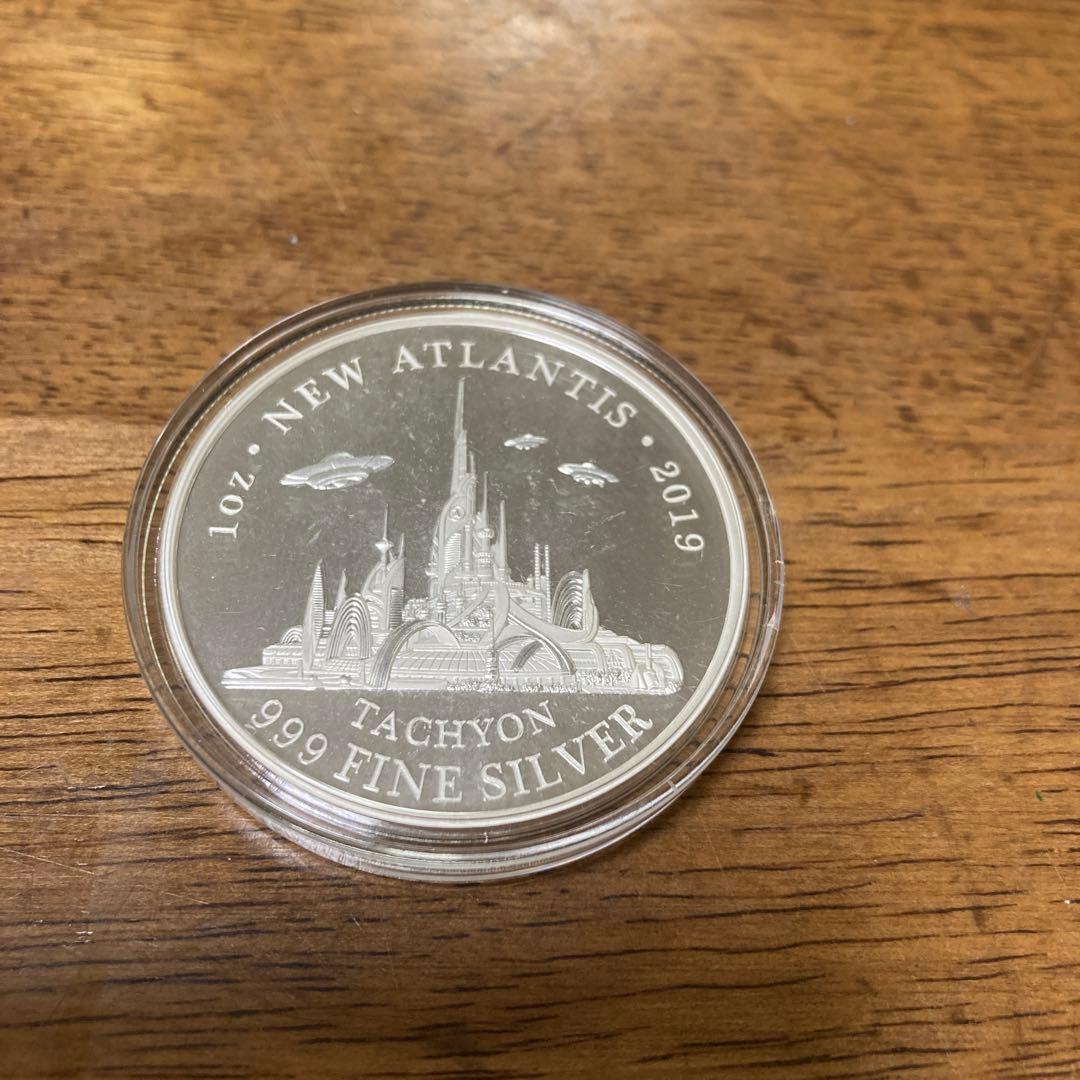 1oz • NEW ATLANTIS • 2019
TACHYON
999 FINE SILVER